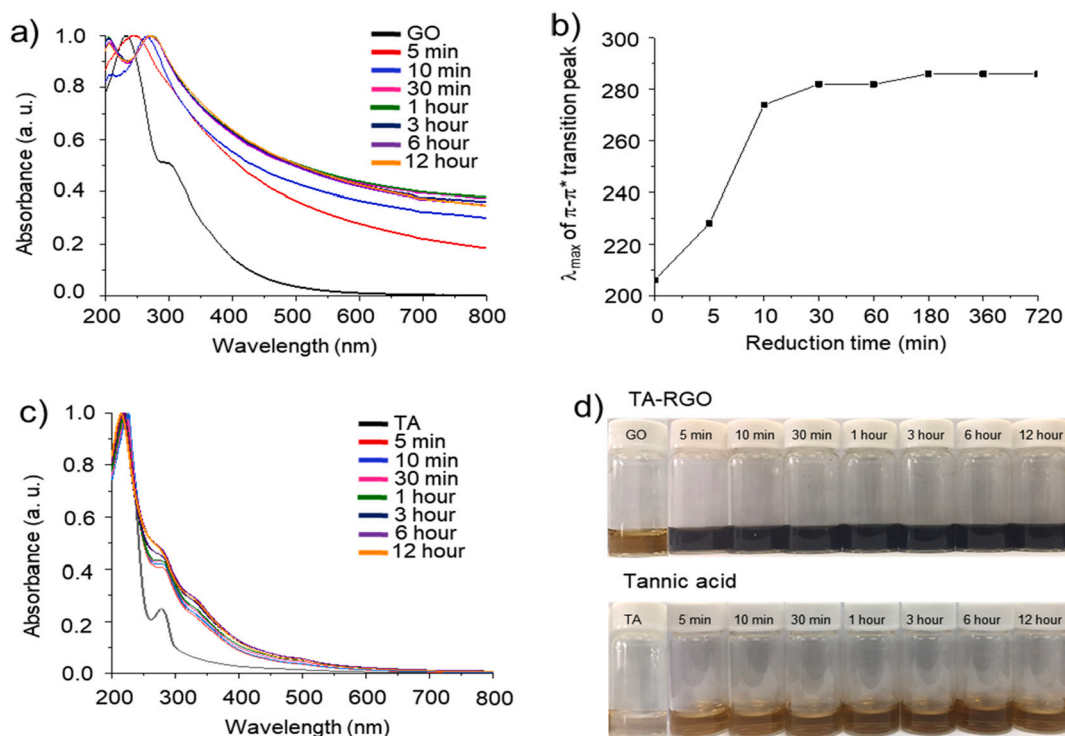 a)
1.0
0.8
0.6
0.4
0.2
0.0
Absorbance (a. u.)
200 300 400 500 600 700 800
Wavelength (nm)
GO
5 min
10 min
30 min
1 hour
3 hour
6 hour
12 hour
b)
300
280
260
240
220
200
λmax of π-π* transition peak
0 5 10 30 60 180 360 720
Reduction time (min)
c)
1.0
0.8
0.6
0.4
0.2
0.0
Absorbance (a. u.)
200 300 400 500 600 700 800
Wavelength (nm)
TA
5 min
10 min
30 min
1 hour
3 hour
6 hour
12 hour
d)
TA-RGO
GO 5 min 10 min 30 min 1 hour 3 hour 6 hour 12 hour
Tannic acid
TA 5 min 10 min 30 min 1 hour 3 hour 6 hour 12 hour